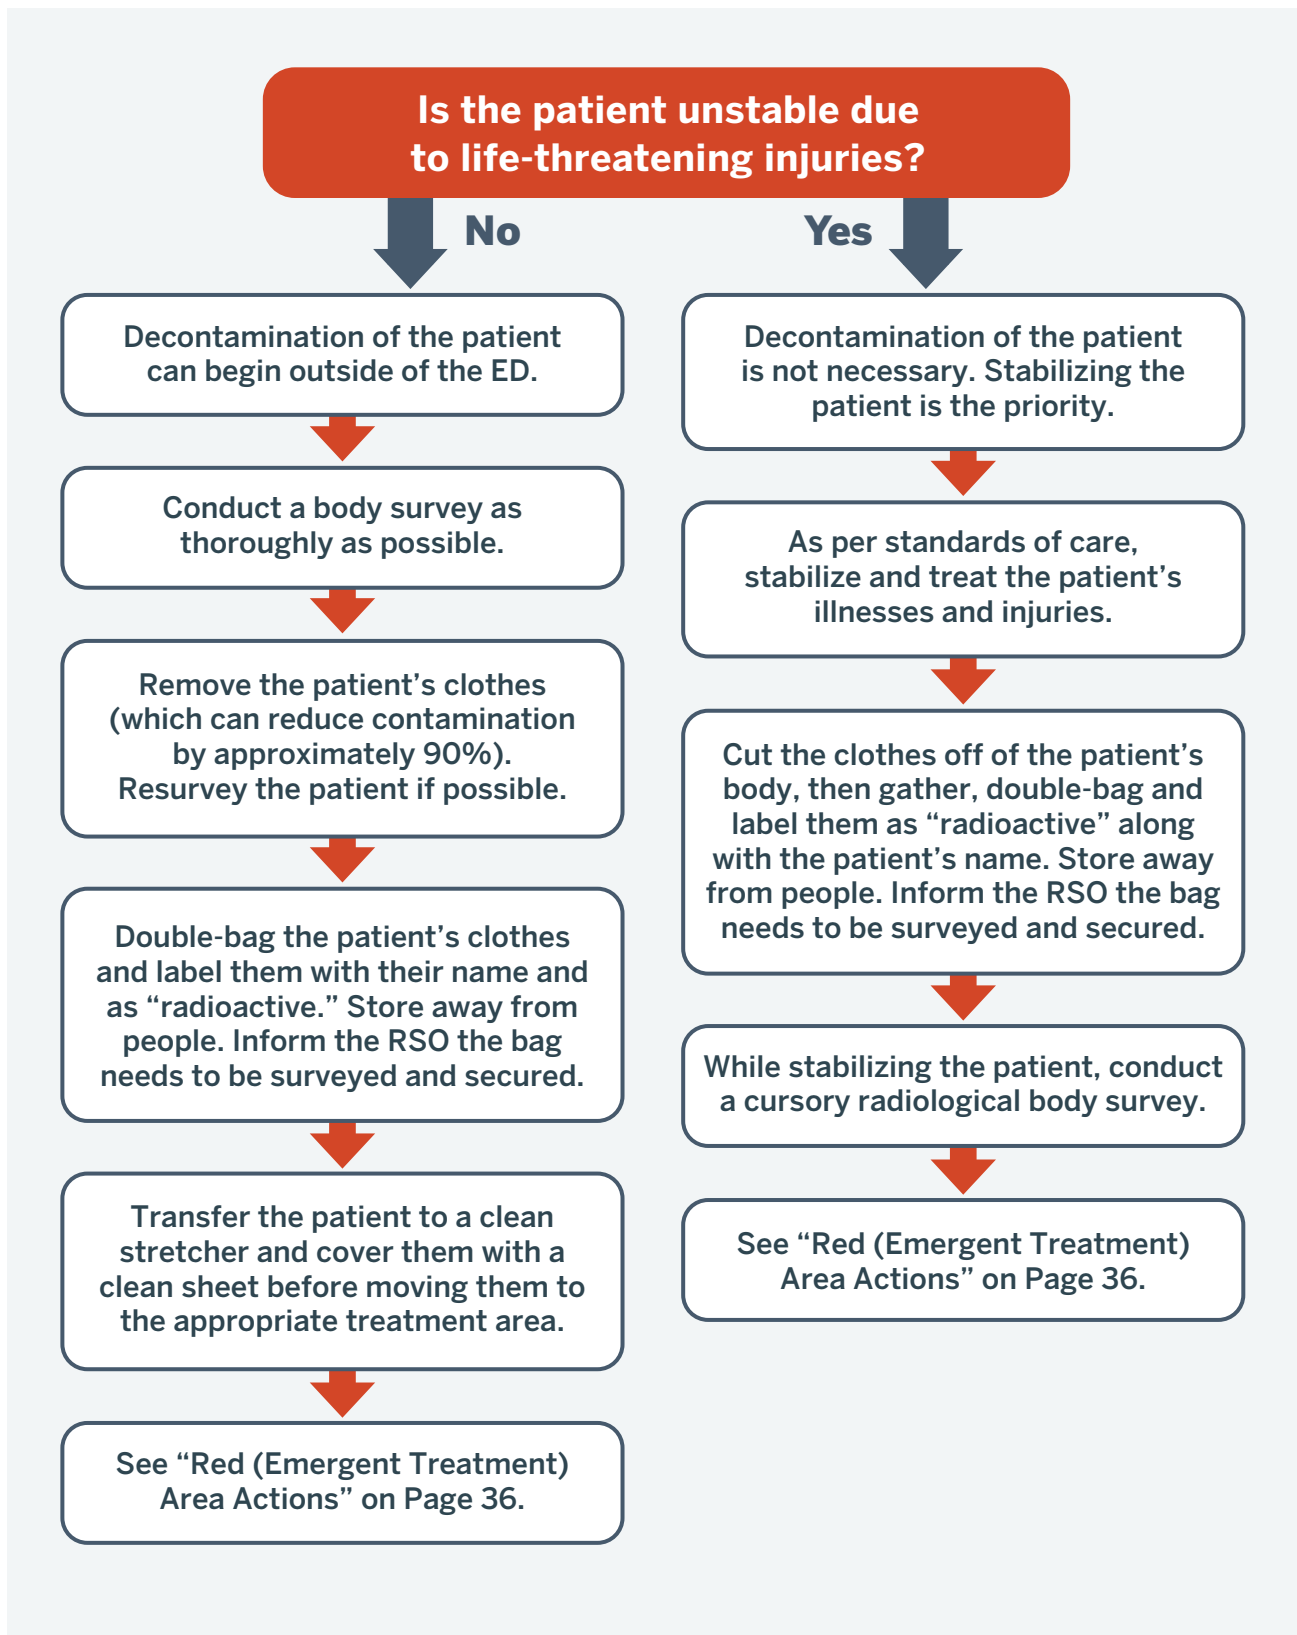 Is the patient unstable due
to life-threatening injuries?
No
Yes
Decontamination of the patient
can begin outside of the ED.
Conduct a body survey as
thoroughly as possible.
Remove the patient’s clothes
(which can reduce contamination
by approximately 90%).
Resurvey the patient if possible.
Double-bag the patient’s clothes
and label them with their name and
as “radioactive.” Store away from
people. Inform the RSO the bag
needs to be surveyed and secured.
Transfer the patient to a clean
stretcher and cover them with a
clean sheet before moving them to
the appropriate treatment area.
See “Red (Emergent Treatment)
Area Actions” on Page 36.
Decontamination of the patient
is not necessary. Stabilizing the
patient is the priority.
As per standards of care,
stabilize and treat the patient’s
illnesses and injuries.
Cut the clothes off of the patient’s
body, then gather, double-bag and
label them as “radioactive” along
with the patient’s name. Store away
from people. Inform the RSO the bag
needs to be surveyed and secured.
While stabilizing the patient, conduct
a cursory radiological body survey.
See “Red (Emergent Treatment)
Area Actions” on Page 36.